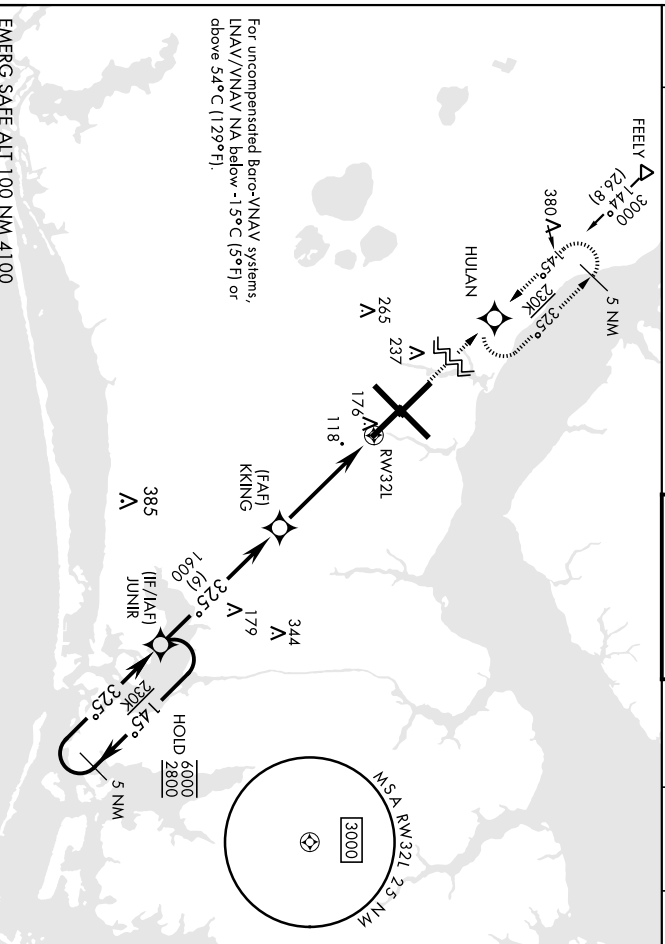 FEELY
3000
144°
(26.8)
380
145°
230K
325°
5 NM
HULAN
For uncompensated Baro-VNAV systems,
LNAV/VNAV NA below -15°C (5°F) or
above 54°C (129°F).
265
237
176
118
RW32L
(FAF)
KKING
385
325°
(6)
1600
179
344
(IF/IAF)
JUNIR
325°
230K
145°
HOLD 6000
2800
5 NM
MSA RW32L 25 NM
3000
EMERG SAFE ALT 100 NM 4100